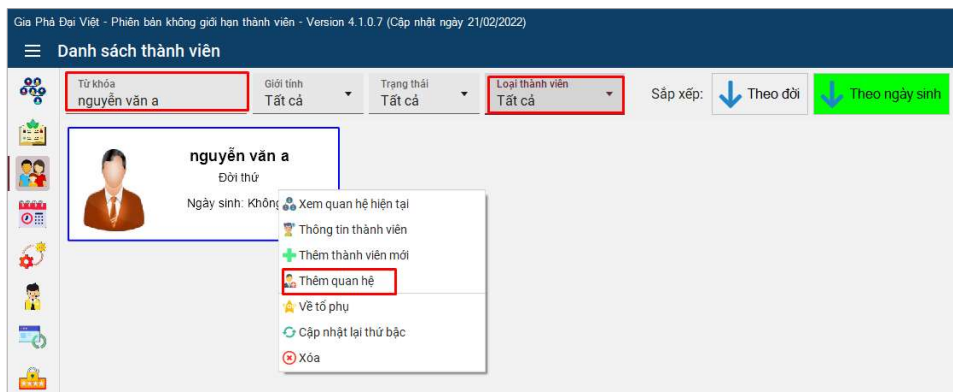 Gia Phả Đại Việt - Phiên bản không giới hạn thành viên - Version 4.1.0.7 (Cập nhật ngày 21/02/2022)
Danh sách thành viên
Từ khóa
nguyễn văn a
Giới tính
Tất cả
Trạng thái
Tất cả
Loại thành viên
Tất cả
Sắp xếp:
Theo đời
Theo ngày sinh
nguyễn văn a
Đời thứ
Ngày sinh: Không
Xem quan hệ hiện tại
Thông tin thành viên
Thêm thành viên mới
Thêm quan hệ
Về tổ phụ
Cập nhật lại thứ bậc
Xóa